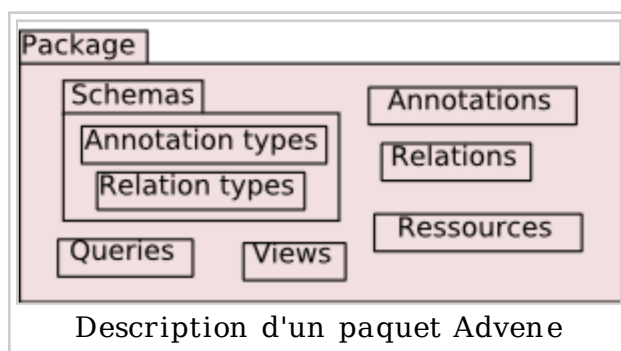 Package
Schemas
Annotation types
Relation types
Annotations
Relations
Ressources
Queries
Views
Description d'un paquet Advene